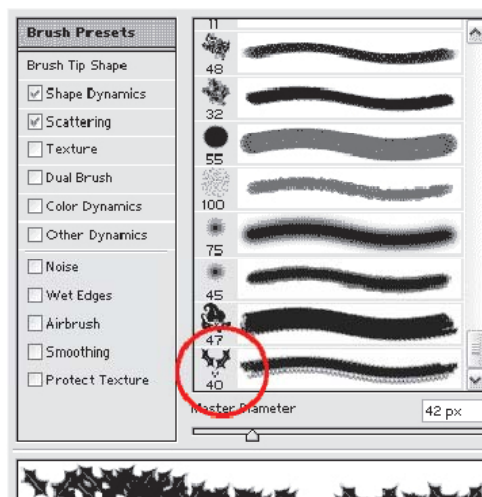 Brush Presets
Brush Tip Shape
Shape Dynamics
Scattering
Texture
Dual Brush
Color Dynamics
Other Dynamics
Noise
Wet Edges
Airbrush
Smoothing
Protect Texture
11
48
32
55
100
75
45
47
40
Master Diameter
42 px